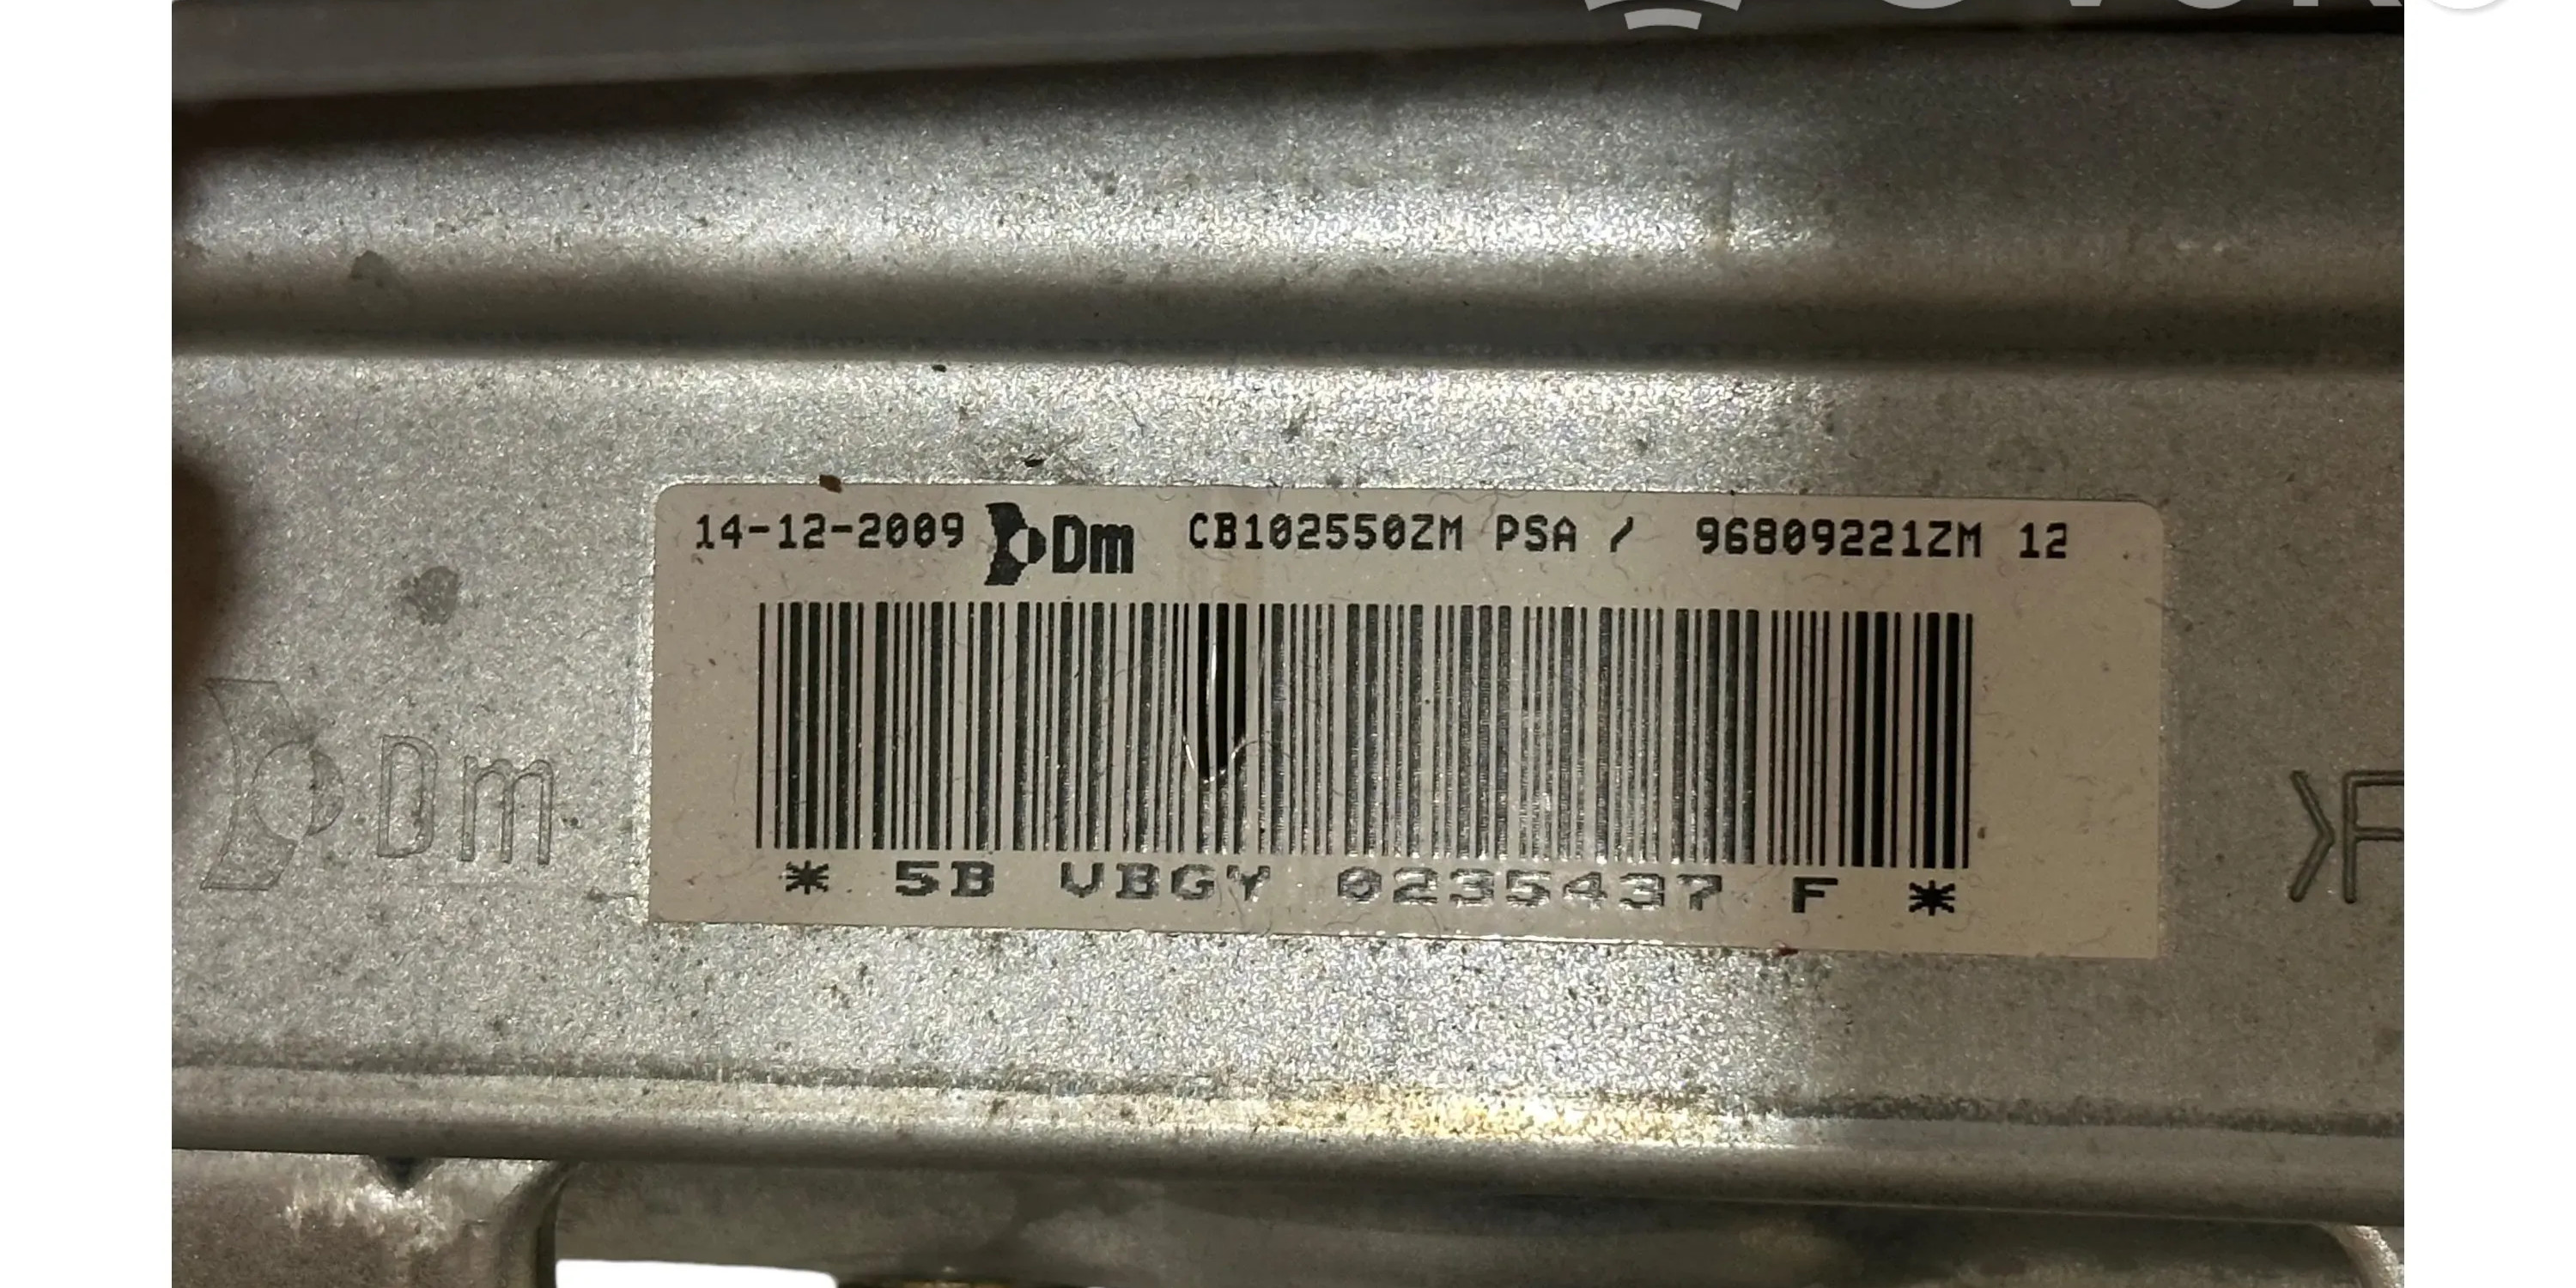 14-12-2009 Dm CB102550ZM PSA / 96809221ZM 12
* 5B VBGY 0235437 F *
Dm
>F